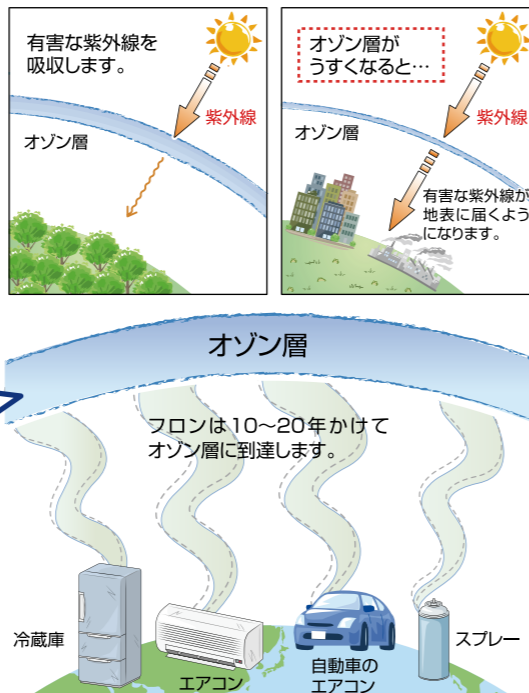 有害な紫外線を
吸収します。
紫外線
オゾン層
オゾン層が
うすくなると…
紫外線
オゾン層
有害な紫外線が
地表に届くよう
になります。
オゾン層
フロンは10〜20年かけて
オゾン層に到達します。
冷蔵庫
エアコン
自動車の
エアコン
スプレー